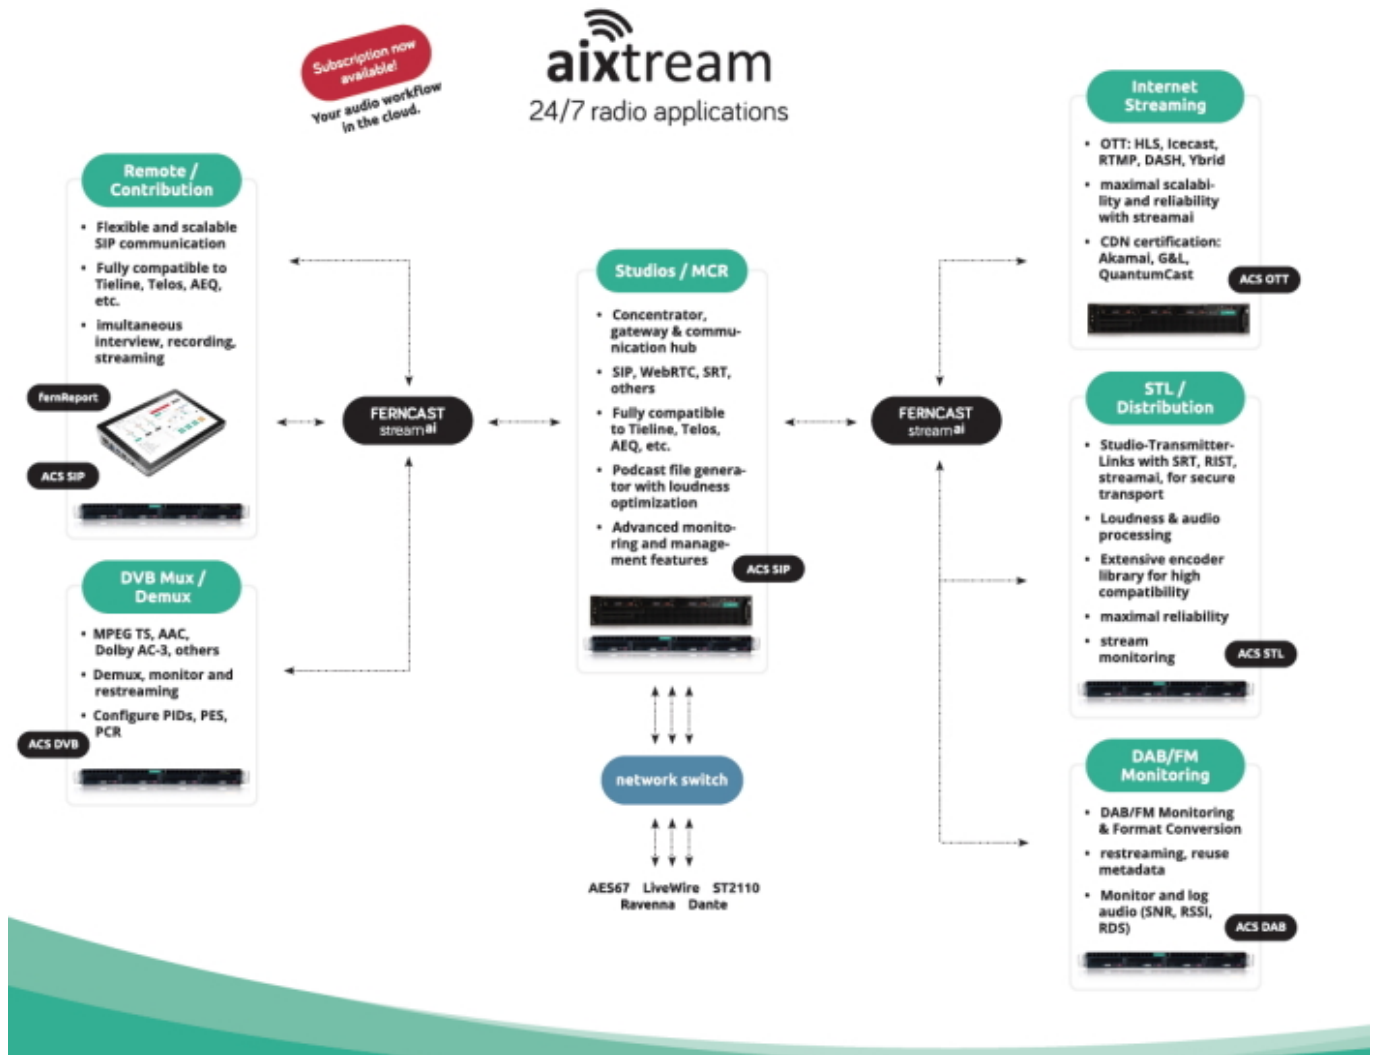 Subscription now
available!
Your audio workflow
in the cloud.
aixtream
24/7 radio applications
Remote /
Contribution
• Flexible and scalable
SIP communication
• Fully compatible to
Tieline, Telos, AEQ,
etc.
• imultaneous
interview, recording,
streaming
fernReport
ACS SIP
DVB Mux /
Demux
• MPEG TS, AAC,
Dolby AC-3, others
• Demux, monitor and
restreaming
• Configure PIDs, PES,
PCR
ACS DVB
FERNCAST
streamai
Studios / MCR
• Concentrator,
gateway & commu-
nication hub
• SIP, WebRTC, SRT,
others
• Fully compatible
to Tieline, Telos,
AEQ, etc.
• Podcast file genera-
tor with loudness
optimization
• Advanced monito-
ring and manage-
ment features
ACS SIP
network switch
AES67 LiveWire ST2110
Ravenna Dante
FERNCAST
streamai
Internet
Streaming
• OTT: HLS, Icecast,
RTMP, DASH, Ybrid
• maximal scalabi-
lity and reliability
with streamai
• CDN certification:
Akamai, G&L,
QuantumCast
ACS OTT
STL /
Distribution
• Studio-Transmitter-
Links with SRT, RIST,
streamai, for secure
transport
• Loudness & audio
processing
• Extensive encoder
library for high
compatibility
• maximal reliability
• stream
monitoring
ACS STL
DAB/FM
Monitoring
• DAB/FM Monitoring
& Format Conversion
• restreaming, reuse
metadata
• Monitor and log
audio (SNR, RSSI,
RDS)
ACS DAB